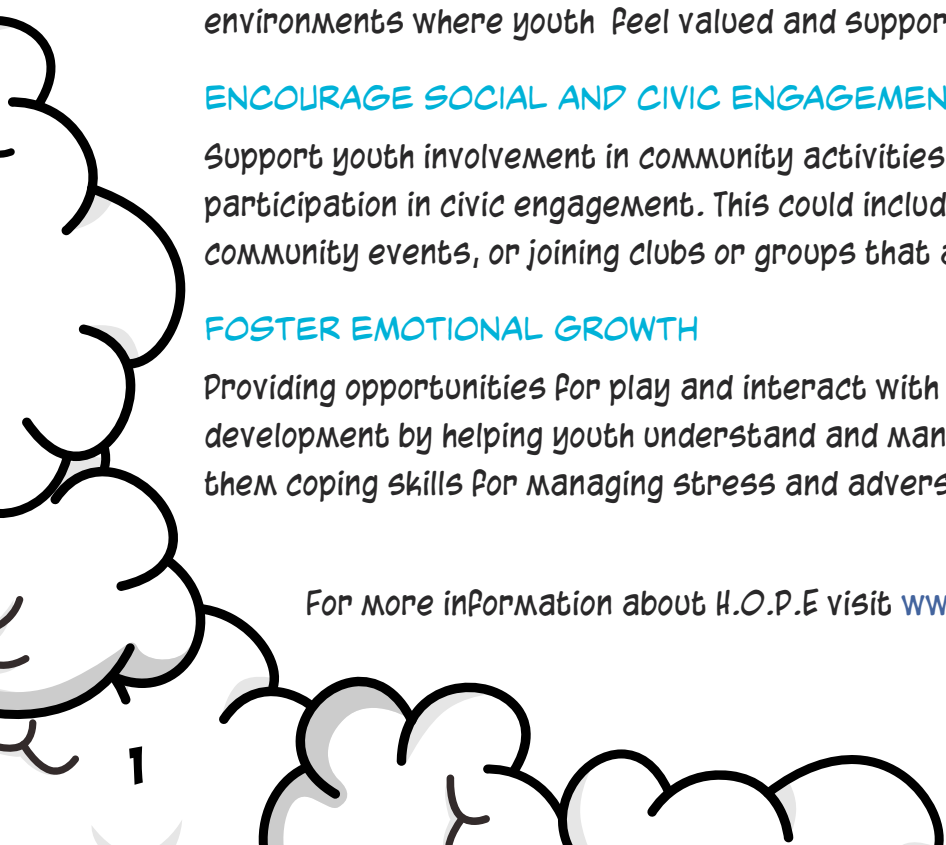 environments where youth feel valued and suppor
ENCOURAGE SOCIAL AND CIVIC ENGAGEMEN
Support youth involvement in community activities
participation in civic engagement. This could includ
community events, or joining clubs or groups that a
FOSTER EMOTIONAL GROWTH
Providing opportunities for play and interact with
development by helping youth understand and man
them coping skills for managing stress and advers
For more information about H.O.P.E visit ww
1